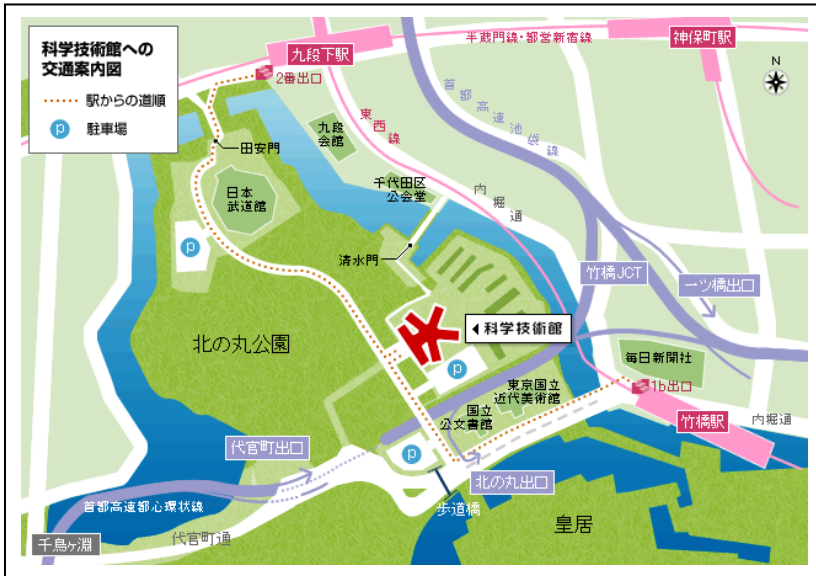 科学技術館への
交通案内図
駅からの道順
P
駐車場
九段下駅
半蔵門線・都営新宿線
神保町駅
2番出口
N
首都高速池袋線
東西線
九段
会館
田安門
日本
武道館
千代田区
公会堂
内堀通
P
清水門
竹橋JCT
一ツ橋出口
科学技術館
北の丸公園
毎日新聞社
P
1b出口
東京国立
近代美術館
国立
公文書館
竹橋駅
内堀通
代官町出口
P
北の丸出口
歩道橋
首都高速都心環状線
皇居
代官町通
千鳥ヶ淵